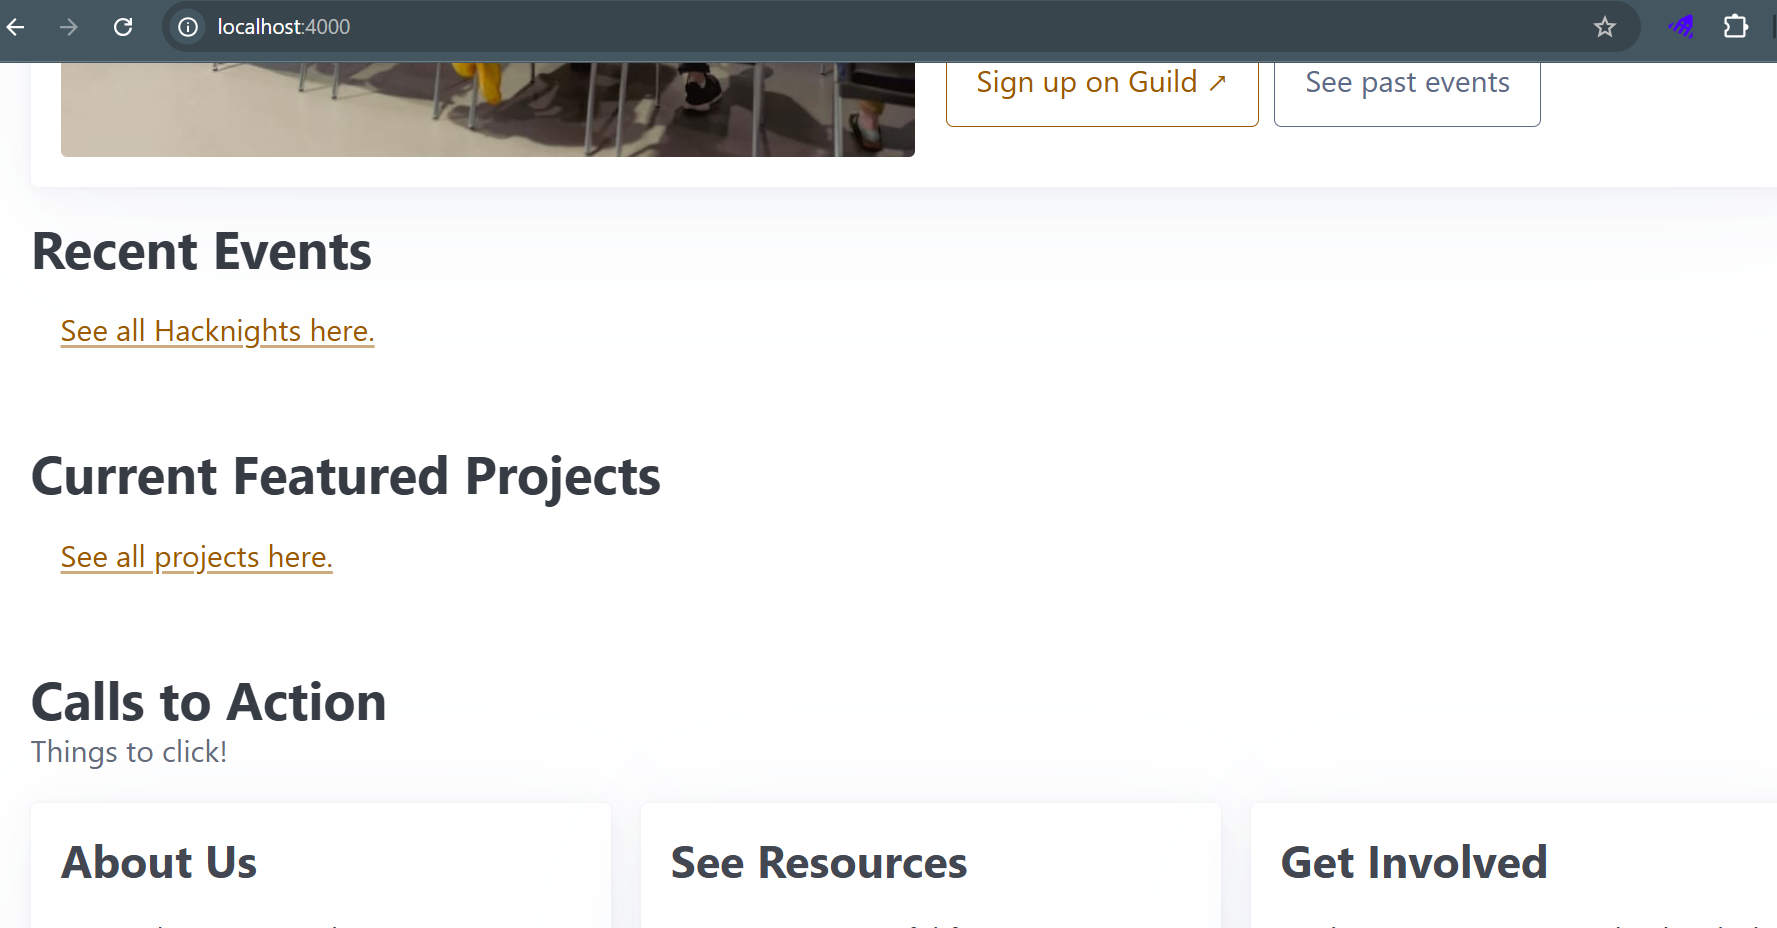 localhost:4000
Sign up on Guild ↗
See past events
Recent Events
See all Hacknights here.
Current Featured Projects
See all projects here.
Calls to Action
Things to click!
About Us
See Resources
Get Involved